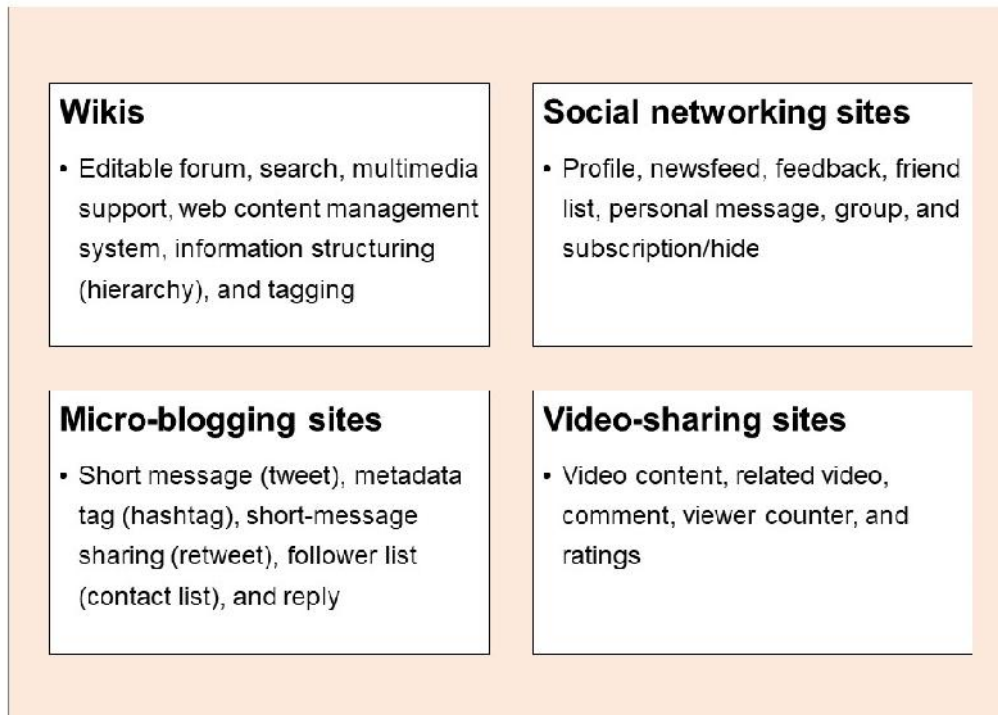 Wikis
• Editable forum, search, multimedia
support, web content management
system, information structuring
(hierarchy), and tagging
Social networking sites
• Profile, newsfeed, feedback, friend
list, personal message, group, and
subscription/hide
Micro-blogging sites
• Short message (tweet), metadata
tag (hashtag), short-message
sharing (retweet), follower list
(contact list), and reply
Video-sharing sites
• Video content, related video,
comment, viewer counter, and
ratings